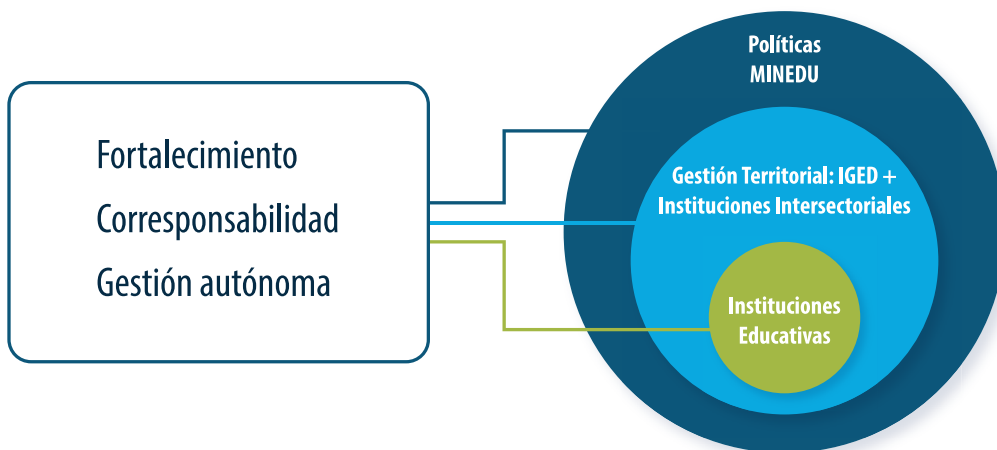 Fortalecimiento
Corresponsabilidad
Gestión autónoma
Políticas
MINEDU
Gestión Territorial: IGED +
Instituciones Intersectoriales
Instituciones
Educativas